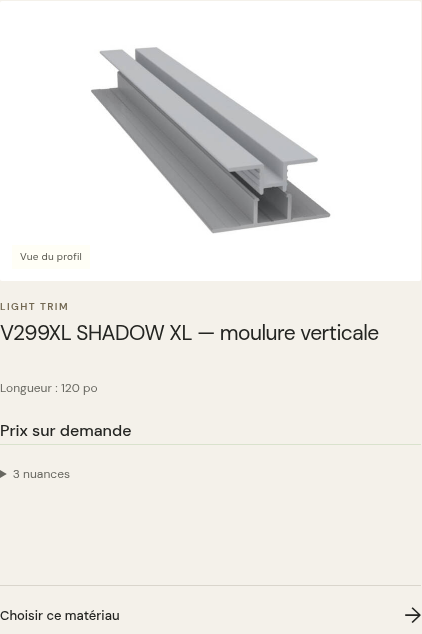 Vue du profil
LIGHT TRIM
V299XL SHADOW XL — moulure verticale
Longueur : 120 po
Prix sur demande
3 nuances
Choisir ce matériau